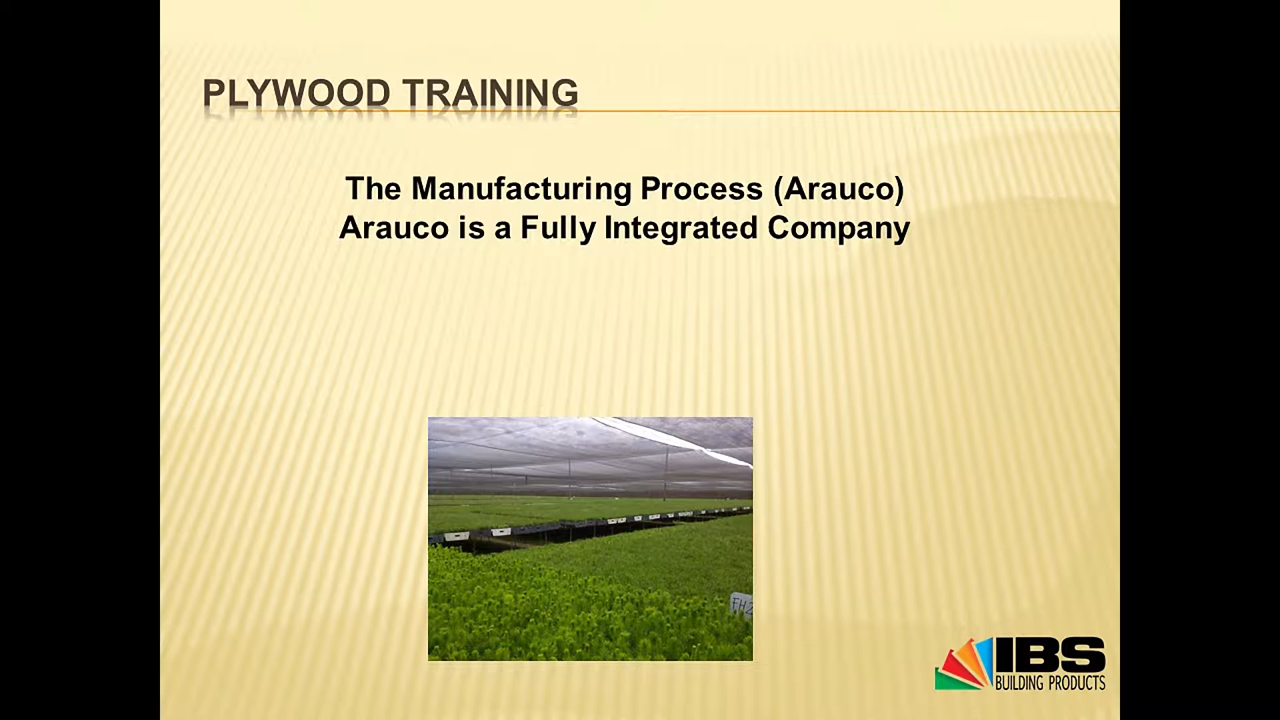 PLYWOOD TRAINING
The Manufacturing Process (Arauco)
Arauco is a Fully Integrated Company
IBS
BUILDING PRODUCTS